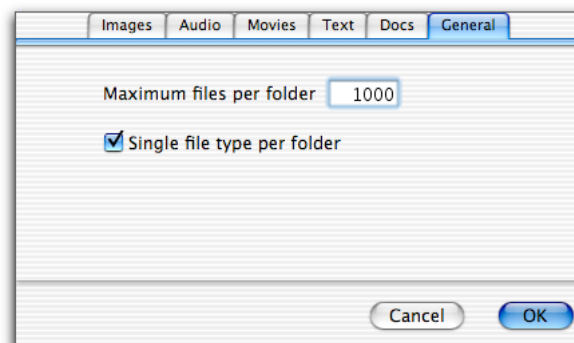 Images Audio Movies Text Docs General
Maximum files per folder 1000
Single file type per folder
Cancel OK